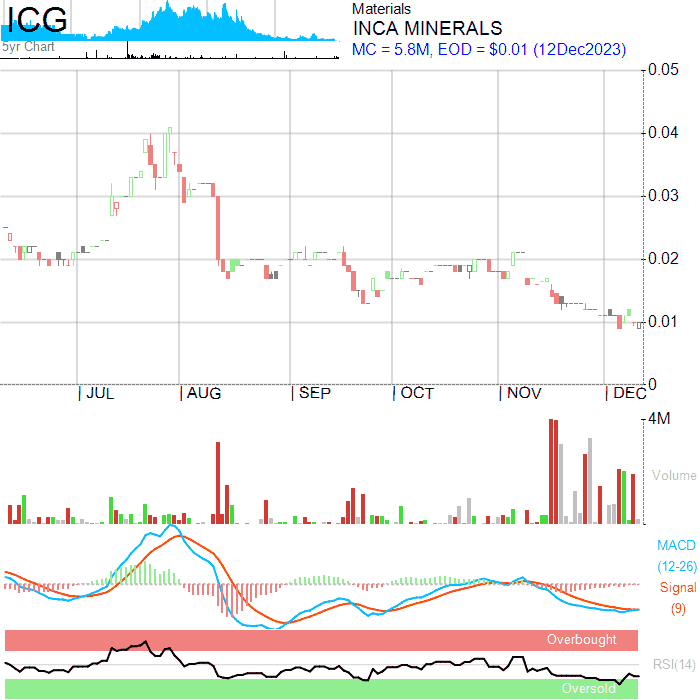 ICG
5yr Chart
Materials
INCA MINERALS
MC = 5.8M, EOD = $0.01 (12Dec2023)
0.05
0.04
0.03
0.02
0.01
0
JUL AUG SEP OCT NOV DEC
4M
Volume
MACD
(12-26)
Signal
(9)
Overbought
RSI(14)
Oversold